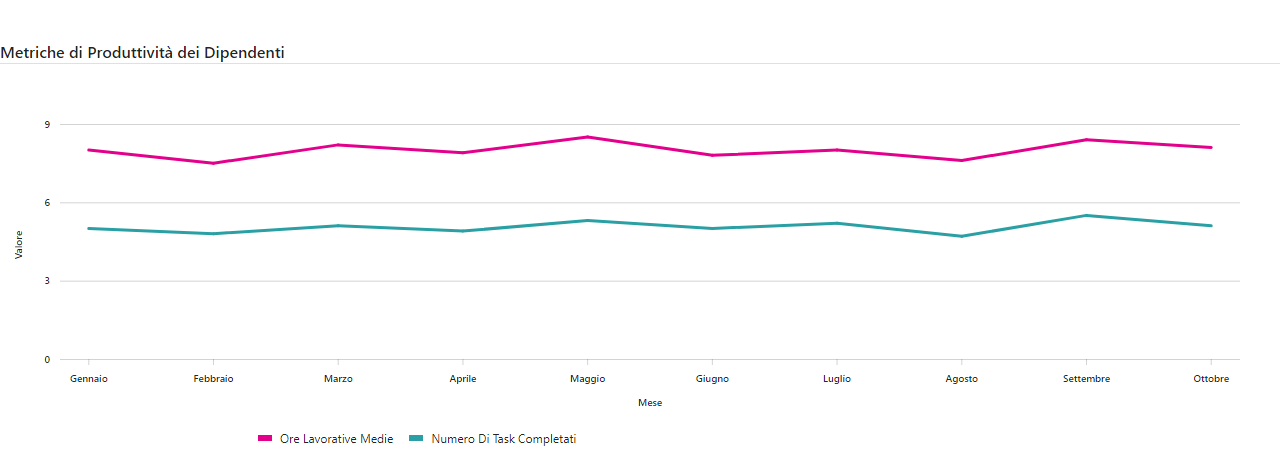 Metriche di Produttività dei Dipendenti
9
6
3
0
Valore
Gennaio Febbraio Marzo Aprile Maggio Giugno Luglio Agosto Settembre Ottobre
Mese
Ore Lavorative Medie Numero Di Task Completati